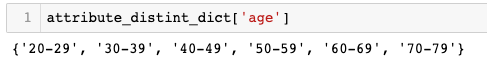 1 attribute_distint_dict['age']
{'20-29', '30-39', '40-49', '50-59', '60-69', '70-79'}